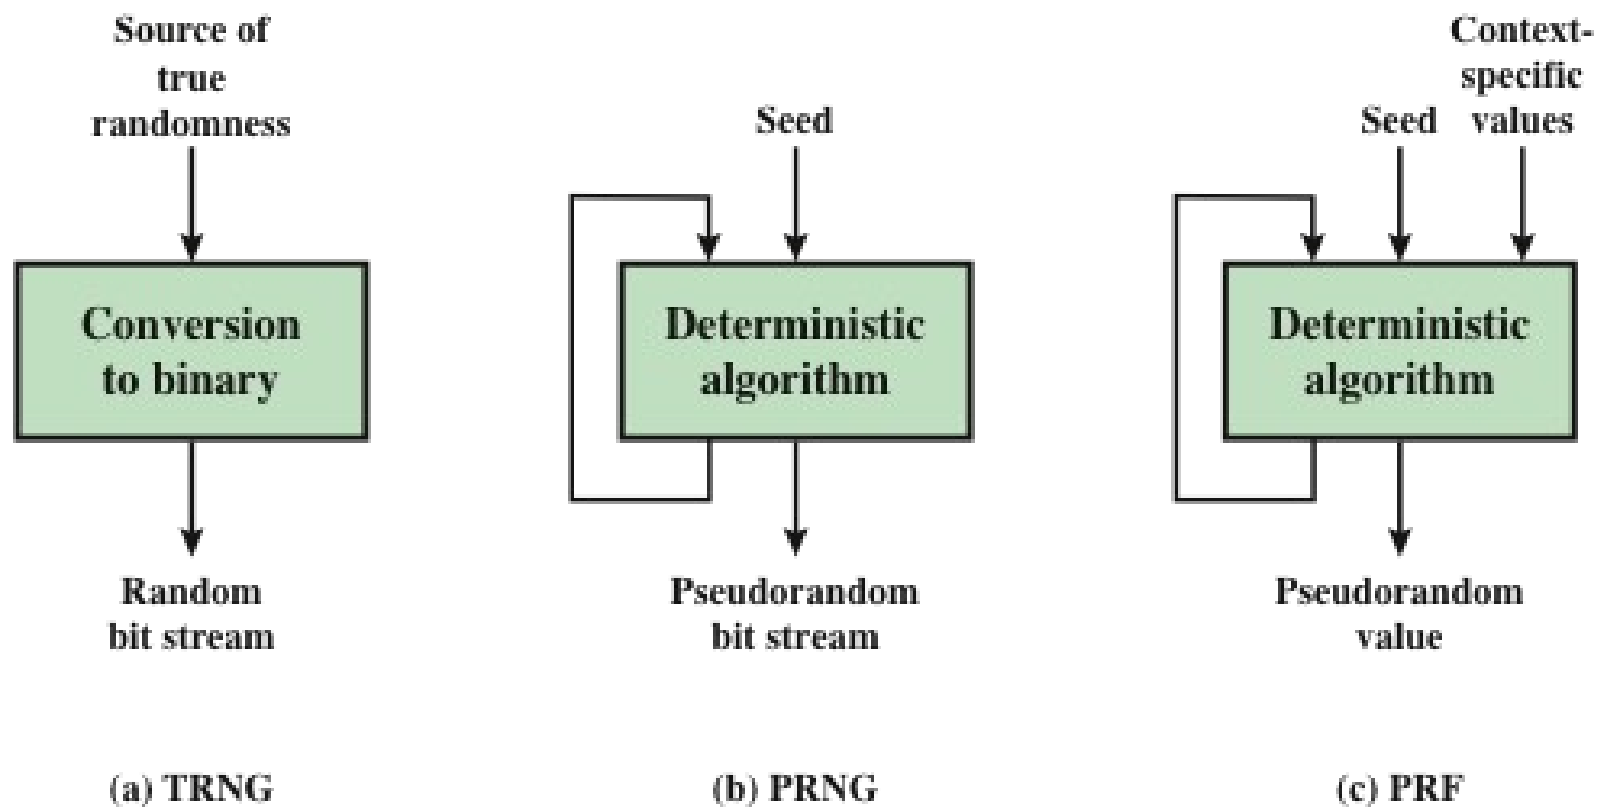 Source of
true
randomness
Conversion
to binary
Random
bit stream
(a) TRNG
Seed
Deterministic
algorithm
Pseudorandom
bit stream
(b) PRNG
Seed
Context-
specific
values
Deterministic
algorithm
Pseudorandom
value
(c) PRF